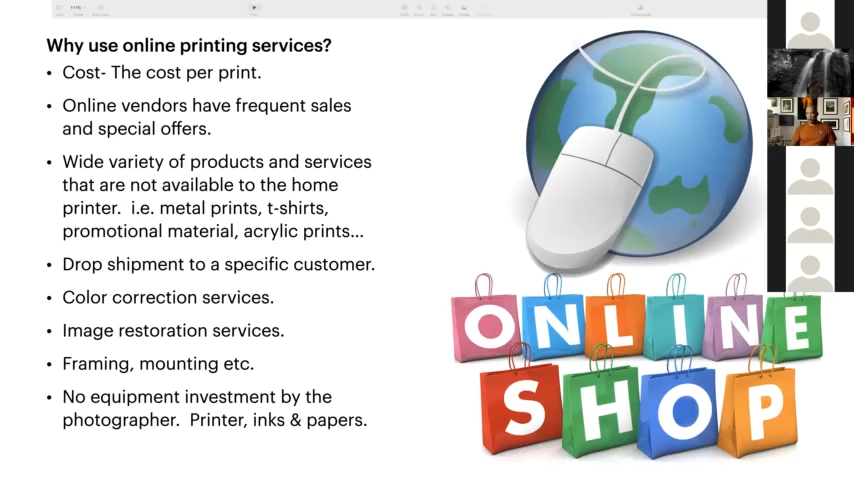 Why use online printing services?
• Cost- The cost per print.
• Online vendors have frequent sales
and special offers.
• Wide variety of products and services
that are not available to the home
printer. i.e. metal prints, t-shirts,
promotional material, acrylic prints...
• Drop shipment to a specific customer.
• Color correction services.
• Image restoration services.
• Framing, mounting etc.
• No equipment investment by the
photographer. Printer, inks & papers.
ONLINE
SHOP